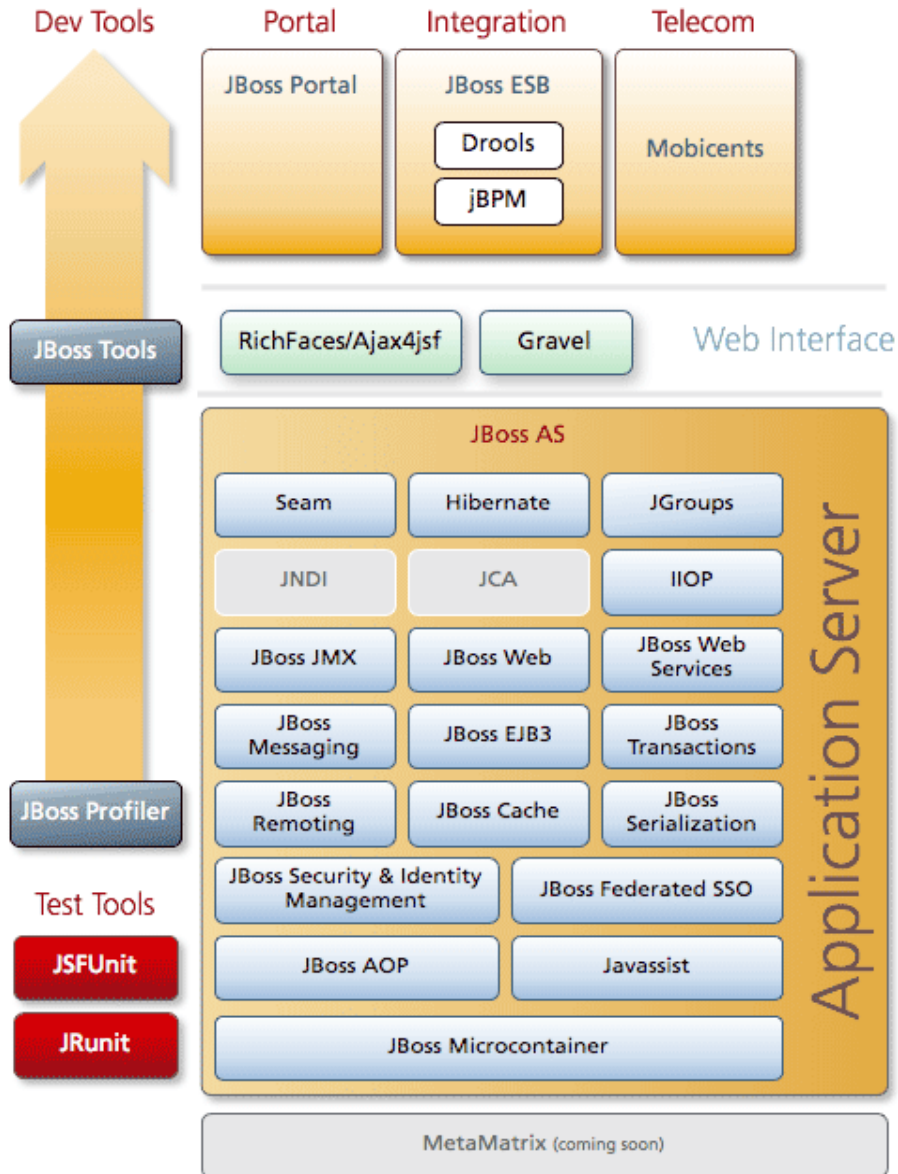 Dev Tools
Portal
Integration
Telecom
JBoss Portal
JBoss ESB
Drools
jBPM
Mobicents
JBoss Tools
RichFaces/Ajax4jsf
Gravel
Web Interface
JBoss AS
Seam
Hibernate
JGroups
JNDI
JCA
IIOP
JBoss JMX
JBoss Web
JBoss Web
Services
JBoss
Messaging
JBoss EJB3
JBoss
Transactions
JBoss Profiler
JBoss
Remoting
JBoss Cache
JBoss
Serialization
JBoss Security & Identity
Management
JBoss Federated SSO
JBoss AOP
Javassist
JBoss Microcontainer
Application Server
Test Tools
JSFUnit
JRunit
MetaMatrix (coming soon)